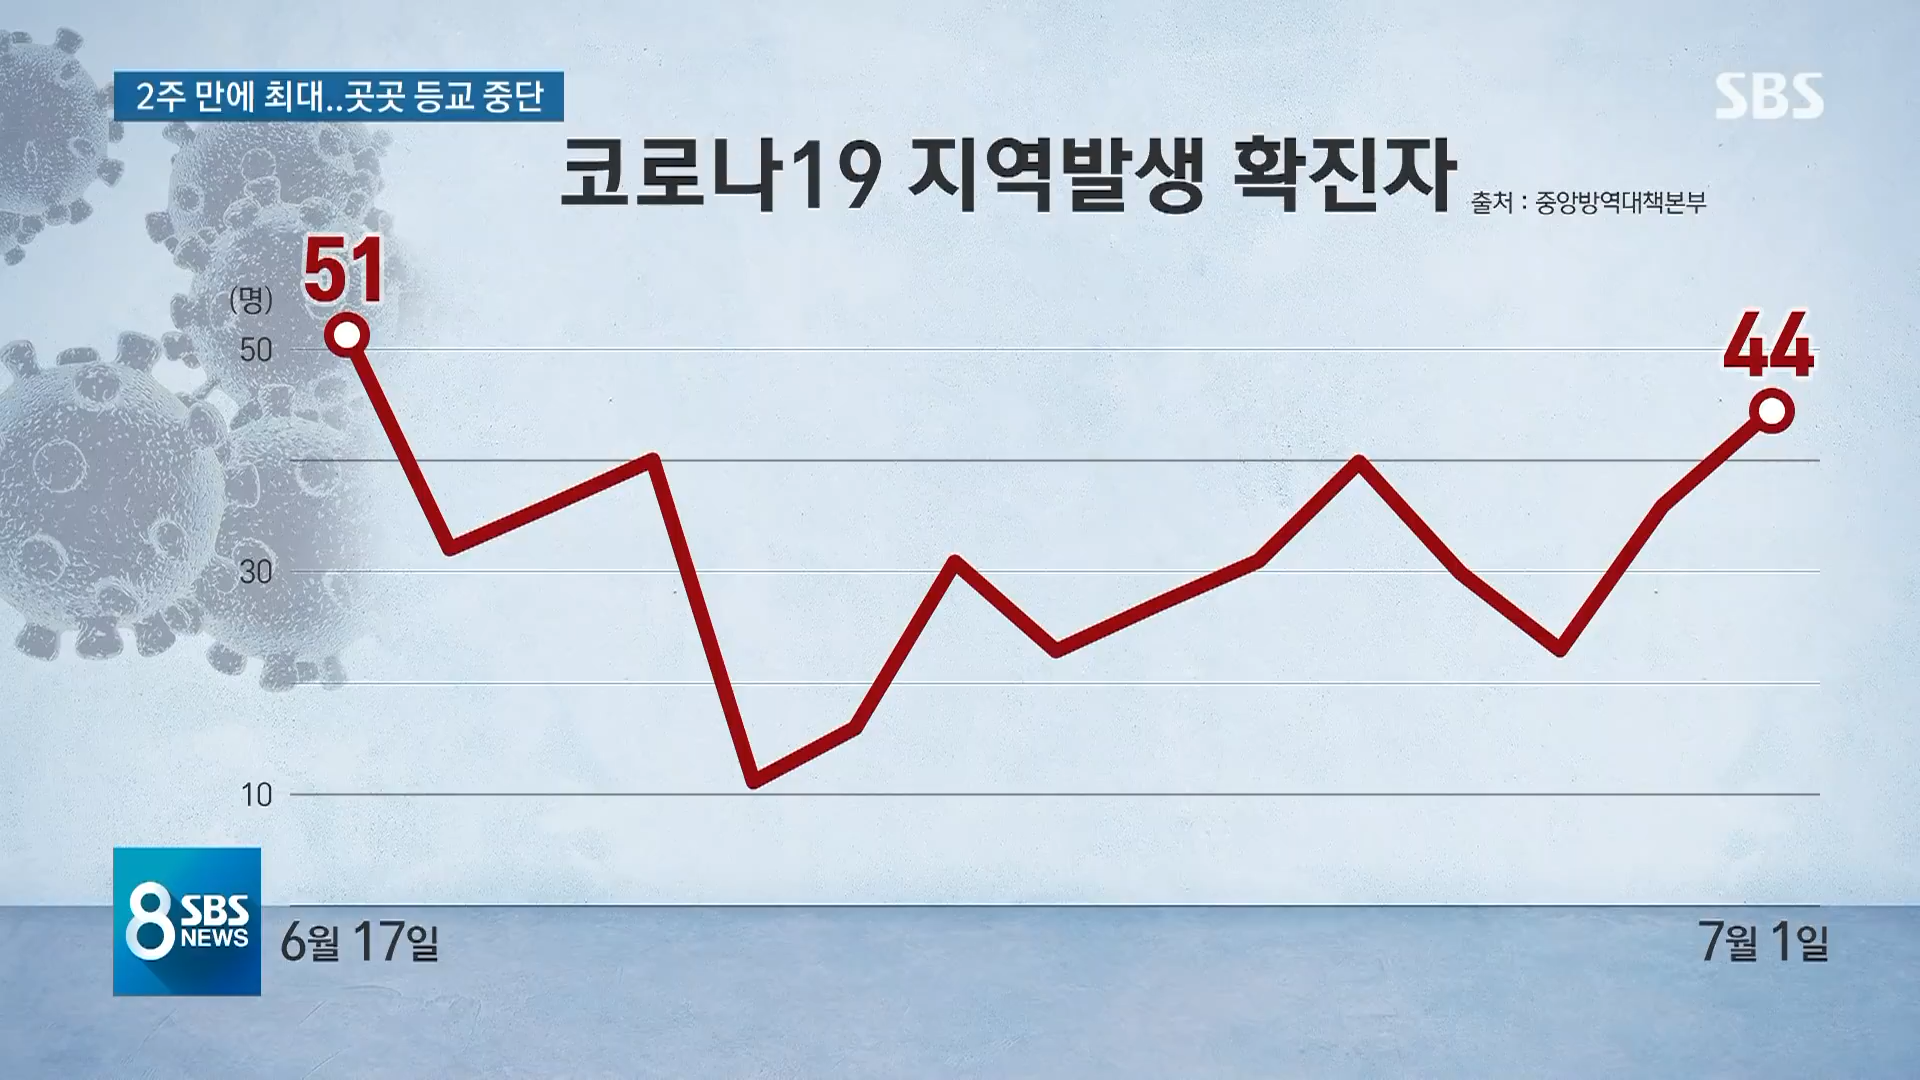 2주 만에 최대..곳곳 등교 중단
SBS
코로나19 지역발생 확진자
출처 : 중앙방역대책본부
51
(명)
44
50
30
10
8 SBS
NEWS
6월 17일
7월 1일